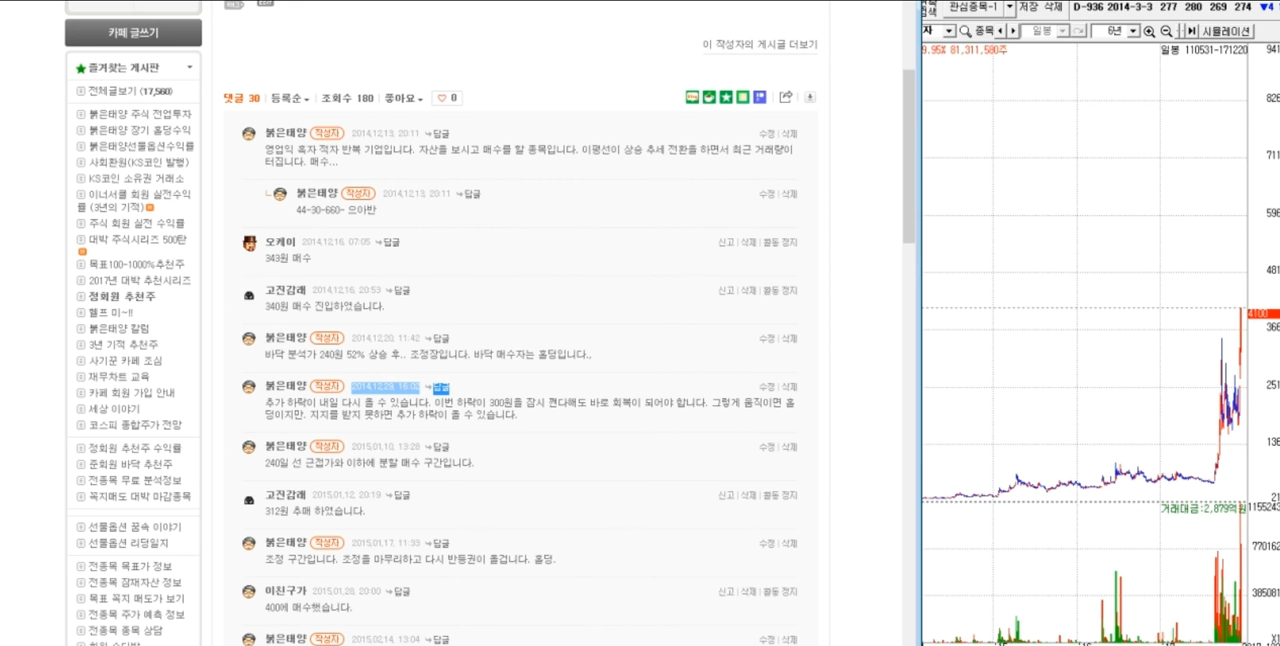 카페 글쓰기
즐겨찾는 게시판
전체글보기 (17,560)
붉은태양 주식 전업투자
붉은태양 장기 홀딩수익
붉은태양선물옵션수익률
사회환원(KS코인 발행)
KS코인 소유권 거래소
이너서클 회원 실전수익
률 (3년의 기적)
주식 회원 실전 수익률
대박 주식시리즈 500탄
목표100-1000%추천주
2017년 대박 추천시리즈
정회원 추천주
헬프 미~!!
붉은태양 칼럼
3년 기적 추천주
사기꾼 카페 조심
재무차트 교육
카페 회원 가입 안내
세상 이야기
코스피 종합주가 전망
정회원 추천주 수익률
준회원 바닥 추천주
전종목 무료 분석정보
꼭지매도 대박 마감종목
선물옵션 꿈속 이야기
선물옵션 리딩일지
전종목 목표가 정보
전종목 잠재자산 정보
목표 꼭지 매도가 보기
전종목 주가 예측 정보
전종목 종목 상담
이 작성자의 게시글 더보기
댓글 30 | 등록순 | 조회수 180 | 좋아요 0
붉은태양 작성자 2014.12.13, 20:11 답글 수정 | 삭제
영업익 흑자 적자 반복 기업입니다. 자산을 보시고 매수를 할 종목입니다. 이평선이 상승 추세 전환을 하면서 최근 거래량이
터집니다. 매수...
붉은태양 작성자 2014.12.13, 20:11 답글 수정 | 삭제
44-30-660- 으아반
오케이 2014.12.16, 07:05 답글 신고 | 삭제 | 활동 정지
343원 매수
고진감래 2014.12.16, 20:53 답글 신고 | 삭제 | 활동 정지
340원 매수 진입하였습니다.
붉은태양 작성자 2014.12.20, 11:42 답글 수정 | 삭제
바닥 분석가 240원 52% 상승 후.. 조정장입니다. 바닥 매수자는 홀딩입니다.,
붉은태양 작성자 답글 수정 | 삭제
추가 하락이 내일 다시 올 수 있습니다. 이번 하락이 300원을 잠시 깬다해도 바로 회복이 되어야 합니다. 그렇게 움직이면 홀
딩이지만, 지지를 받지 못하면 추가 하락이 올 수 있습니다.
붉은태양 작성자 2015.01.10, 13:28 답글 수정 | 삭제
240일 선 근접가와 이하에 분할 매수 구간입니다.
고진감래 2015.01.12, 20:19 답글 신고 | 삭제 | 활동 정지
312원 추매 하였습니다.
붉은태양 작성자 2015.01.17, 11:33 답글 수정 | 삭제
조정 구간입니다. 조정을 마무리하고 다시 반등권이 올겁니다. 홀딩.
미친구가 2015.01.28, 20:00 답글 신고 | 삭제 | 활동 정지
400에 매수했습니다.
붉은태양 작성자 2015.02.14, 13:04 답글 수정 | 삭제
검색 관심종목-1 저장 삭제 D-936 2014-3-3 277 280 269 274 ▼4
자 종목 일봉 6년 시뮬레이션
9.95% 81,311,580주 일봉 110531-171220 941
826
711
596
481
4100
366
251
136
21
거래대금:2,879억원 1155243
770162
385081